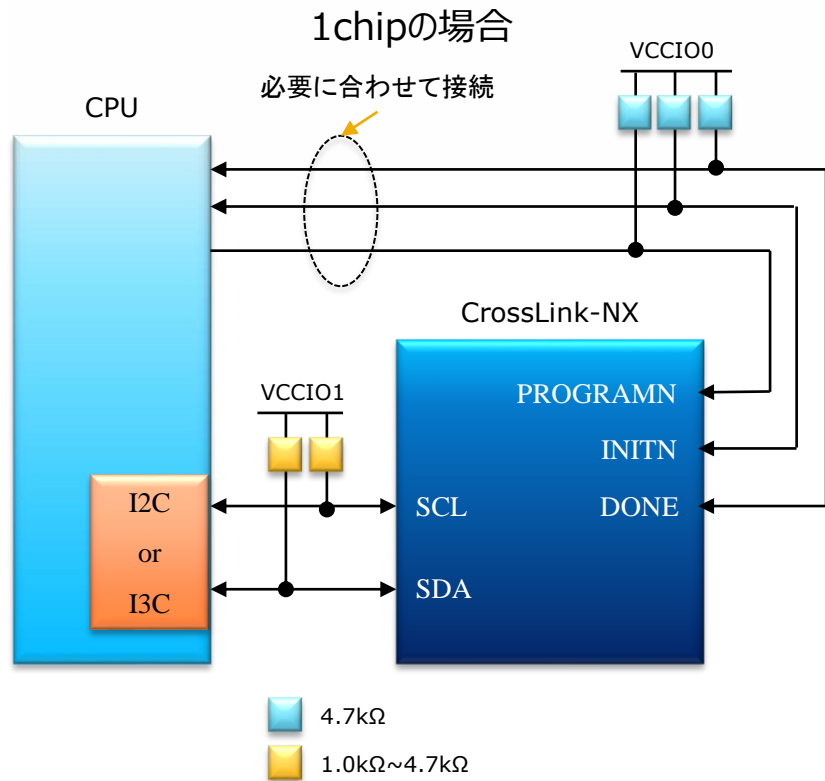 1chipの場合
VCCIO0
必要に合わせて接続
CPU
CrossLink-NX
VCCIO1
PROGRAMN
INITN
I2C
SCL
DONE
or
I3C
SDA
4.7kΩ
1.0kΩ~4.7kΩ